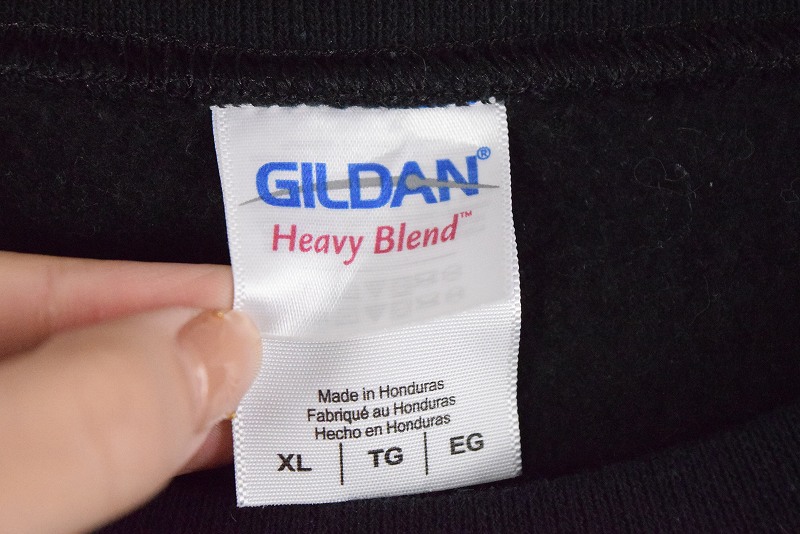 GILDAN®
Heavy Blend™
Made in Honduras
Fabriqué au Honduras
Hecho en Honduras
XL | TG | EG